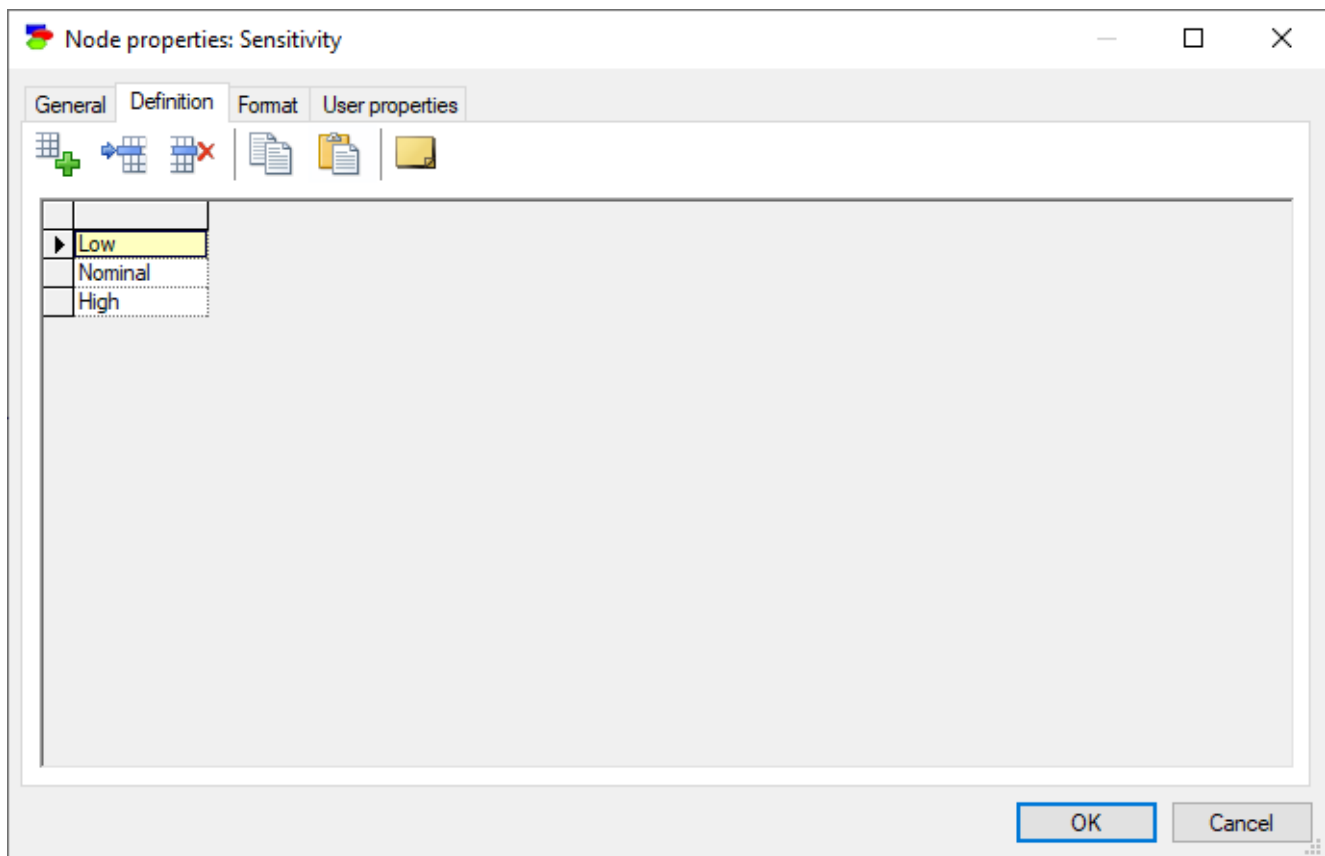 Node properties: Sensitivity
General Definition Format User properties
Low
Nominal
High
OK Cancel